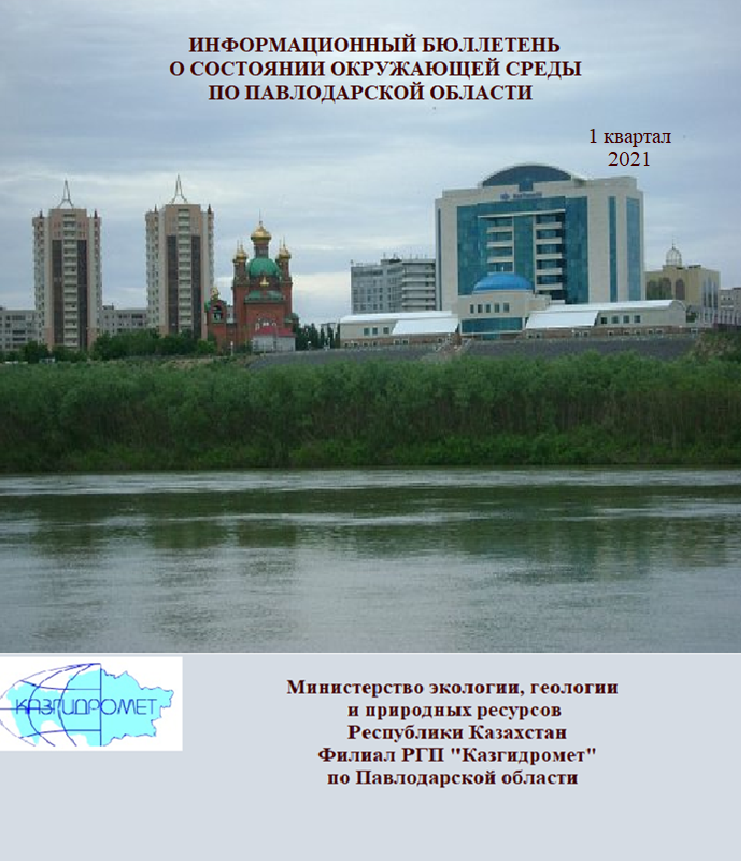 ИНФОРМАЦИОННЫЙ БЮЛЛЕТЕНЬ
О СОСТОЯНИИ ОКРУЖАЮЩЕЙ СРЕДЫ
ПО ПАВЛОДАРСКОЙ ОБЛАСТИ
1 квартал
2021
КАЗГИДРОМЕТ
Министерство экологии, геологии
и природных ресурсов
Республики Казахстан
Филиал РГП "Казгидромет"
по Павлодарской области